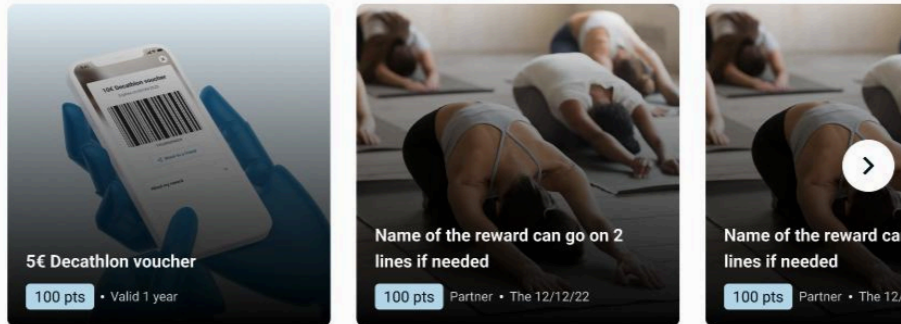 10€ Decathlon voucher
5€ Decathlon voucher
100 pts • Valid 1 year
Name of the reward can go on 2
lines if needed
100 pts Partner • The 12/12/22
Name of the reward ca
lines if needed
100 pts Partner • The 12/